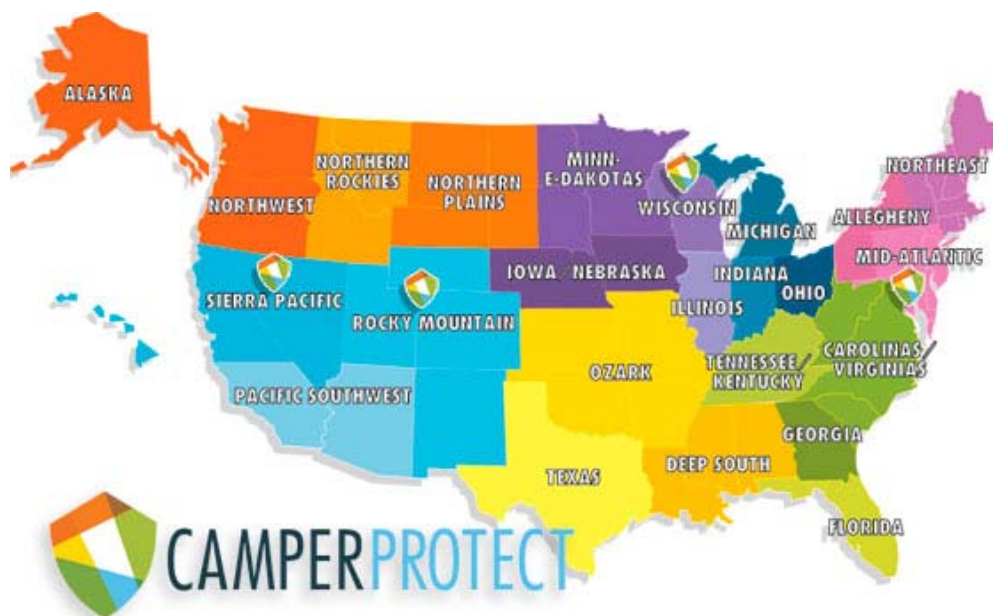 ALASKA
NORTHWEST
NORTHERN
ROCKIES
NORTHERN
PLAINS
MINN-
E-DAKOTAS
WISCONSIN
MICHIGAN
NORTHEAST
ALLEGHENY
MID-ATLANTIC
SIERRA PACIFIC
ROCKY MOUNTAIN
IOWA/NEBRASKA
ILLINOIS
INDIANA
OHIO
PACIFIC SOUTHWEST
OZARK
TENNESSEE/
KENTUCKY
CAROLINAS/
VIRGINIAS
TEXAS
DEEP SOUTH
GEORGIA
FLORIDA
CAMPERPROTECT